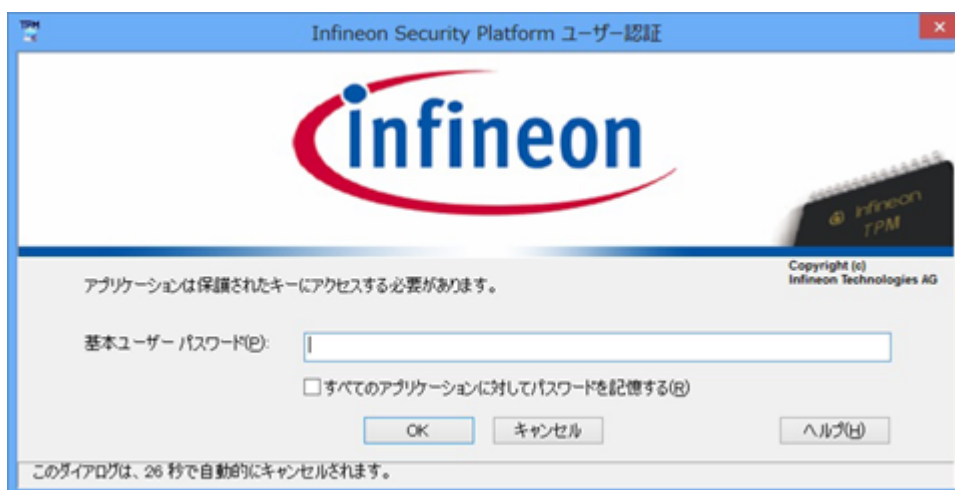 TPM
Infineon Security Platform ユーザー認証
infineon
Infineon
TPM
Copyright (c)
Infineon Technologies AG
アプリケーションは保護されたキーにアクセスする必要があります。
基本ユーザー パスワード(P):
すべてのアプリケーションに対してパスワードを記憶する(R)
OK
キャンセル
ヘルプ(H)
このダイアログは、26 秒で自動的にキャンセルされます。